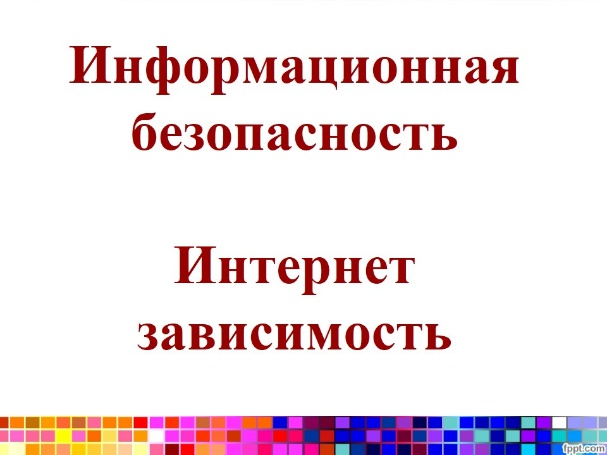 Информационная
безопасность
Интернет
зависимость
fppt.com